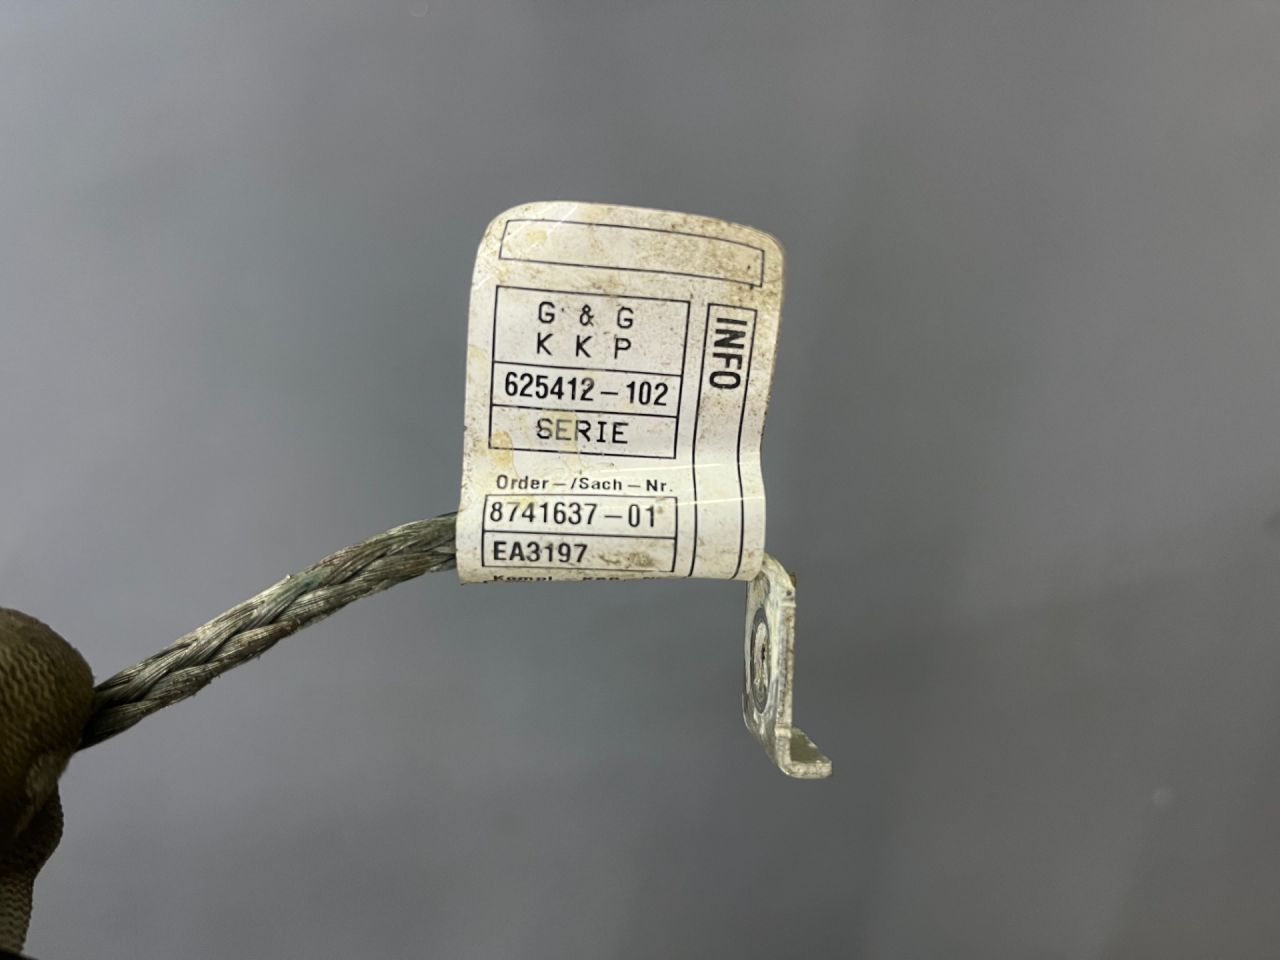 G & G
K K P
625412-102
SERIE
Order-/Sach-Nr.
8741637-01
EA3197
INFO